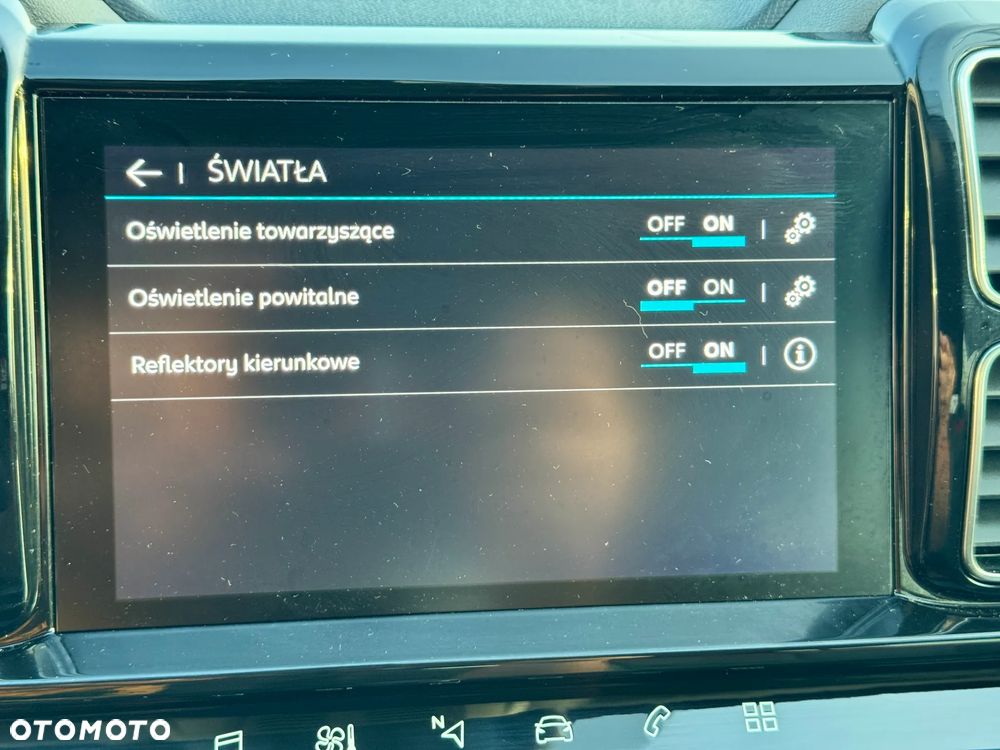 ŚWIATŁA
Oświetlenie towarzyszące OFF ON
Oświetlenie powitalne OFF ON
Reflektory kierunkowe OFF ON
N
OTOMOTO